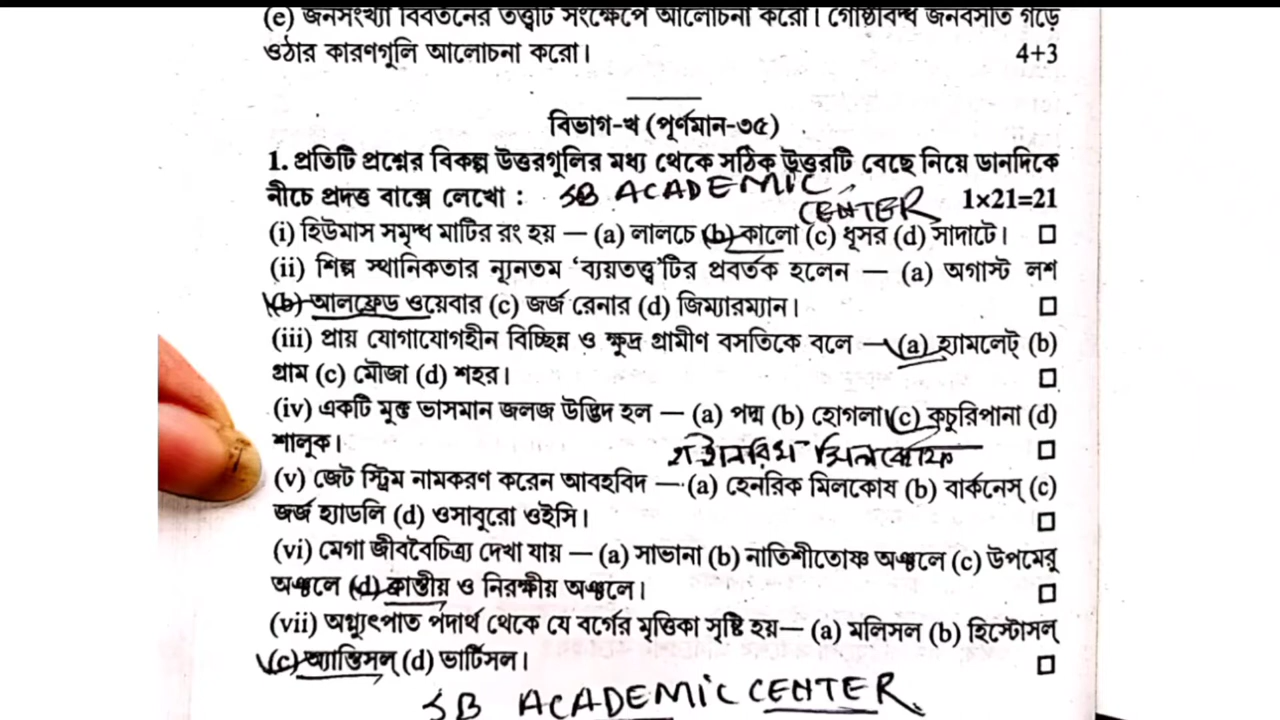 (e) জনসংখ্যা বিবর্তনের তত্ত্বটি সংক্ষেপে আলোচনা করো। গোষ্ঠীবদ্ধ জনবসতি গড়ে
ওঠার কারণগুলি আলোচনা করো। 4+3
বিভাগ-খ (পূর্ণমান-৩৫)
1. প্রতিটি প্রশ্নের বিকল্প উত্তরগুলির মধ্য থেকে সঠিক উত্তরটি বেছে নিয়ে ডানদিকে
নীচে প্রদত্ত বাক্সে লেখো : SB ACADEMIC CENTER 1×21=21
(i) হিউমাস সমৃদ্ধ মাটির রং হয় — (a) লালচে (b) কালো (c) ধূসর (d) সাদাটে।
(ii) শিল্প স্থানিকতার ন্যূনতম ‘ব্যয়তত্ত্ব’টির প্রবর্তক হলেন — (a) অগাস্ট লশ
(b) আলফ্রেড ওয়েবার (c) জর্জ রেনার (d) জিম্যারম্যান।
(iii) প্রায় যোগাযোগহীন বিচ্ছিন্ন ও ক্ষুদ্র গ্রামীণ বসতিকে বলে — (a) হ্যামলেট্ (b)
গ্রাম (c) মৌজা (d) শহর।
(iv) একটি মুক্ত ভাসমান জলজ উদ্ভিদ হল — (a) পদ্ম (b) হোগলা (c) কচুরিপানা (d)
শালুক।
(v) জেট স্ট্রিম নামকরণ করেন আবহবিদ — (a) হেনরিক মিলকোষ (b) বার্কনেস্ (c)
জর্জ হ্যাডলি (d) ওসাবুরো ওইসি।
(vi) মেগা জীববৈচিত্র্য দেখা যায় — (a) সাভানা (b) নাতিশীতোষ্ণ অঞ্চলে (c) উপমেরু
অঞ্চলে (d) ক্রান্তীয় ও নিরক্ষীয় অঞ্চলে।
(vii) অগ্ন্যুৎপাত পদার্থ থেকে যে বর্গের মৃত্তিকা সৃষ্টি হয়— (a) মলিসল (b) হিস্টোসল্
(c) অ্যান্ডিসল্ (d) ভার্টিসল।
SB ACADEMIC CENTER.